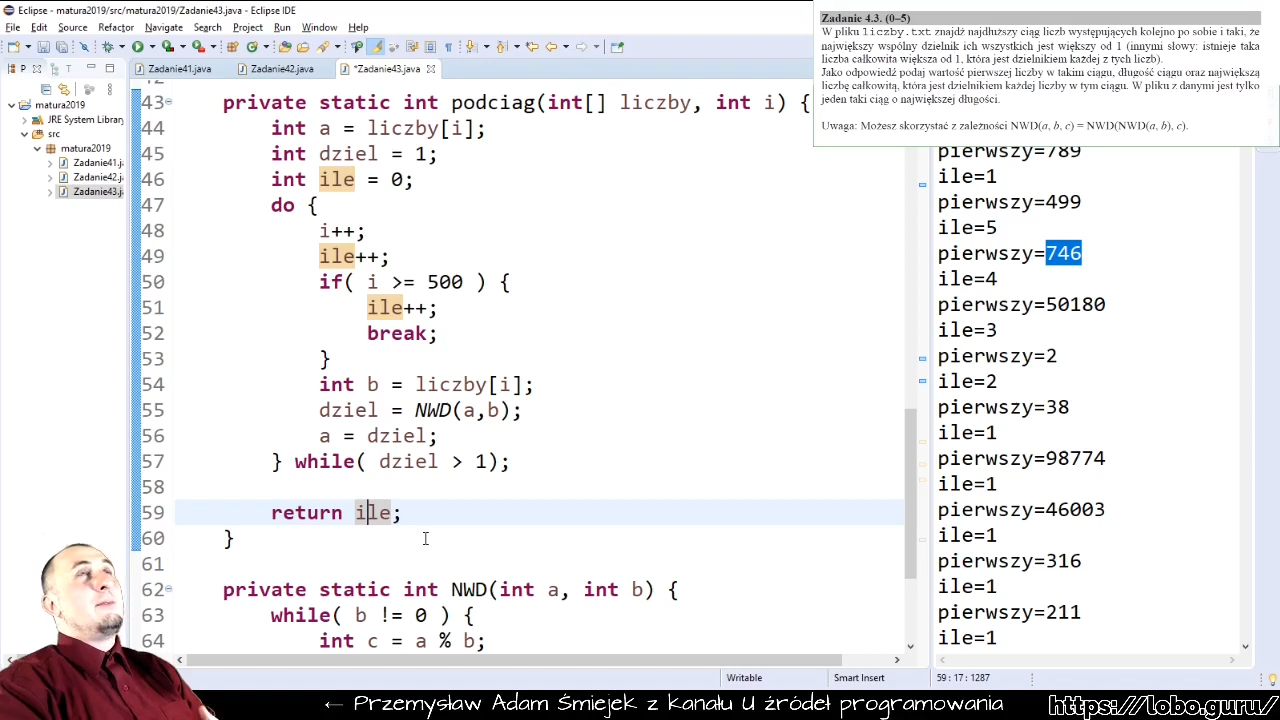 Eclipse - matura2019/src/matura2019/Zadanie43.java - Eclipse IDE
File Edit Source Refactor Navigate Search Project Run Window Help
Zadanie 4.3. (0–5)
W pliku liczby.txt znajdź najdłuższy ciąg liczb występujących kolejno po sobie i taki, że
największy wspólny dzielnik ich wszystkich jest większy od 1 (innymi słowy: istnieje taka
liczba całkowita większa od 1, która jest dzielnikiem każdej z tych liczb).
Jako odpowiedź podaj wartość pierwszej liczby w takim ciągu, długość ciągu oraz największą
liczbę całkowitą, która jest dzielnikiem każdej liczby w tym ciągu. W pliku z danymi jest tylko
jeden taki ciąg o największej długości.
Uwaga: Możesz skorzystać z zależności NWD(a, b, c) = NWD(NWD(a, b), c).
P T
Zadanie41.java Zadanie42.java *Zadanie43.java
matura2019
JRE System Library
src
matura2019
Zadanie41.j
Zadanie42.j
Zadanie43.j
42
43 private static int podciag(int[] liczby, int i) {
44 int a = liczby[i];
45 int dziel = 1;
46 int ile = 0;
47 do {
48 i++;
49 ile++;
50 if( i >= 500 ) {
51 ile++;
52 break;
53 }
54 int b = liczby[i];
55 dziel = NWD(a,b);
56 a = dziel;
57 } while( dziel > 1);
58
59 return ile;
60 }
61
62 private static int NWD(int a, int b) {
63 while( b != 0 ) {
64 int c = a % b;
pierwszy=789
ile=1
pierwszy=499
ile=5
pierwszy=746
ile=4
pierwszy=50180
ile=3
pierwszy=2
ile=2
pierwszy=38
ile=1
pierwszy=98774
ile=1
pierwszy=46003
ile=1
pierwszy=316
ile=1
pierwszy=211
ile=1
Writable Smart Insert 59 : 17 : 1287
← Przemysław Adam Śmiejek z kanału U źródeł programowania https://lobo.guru/